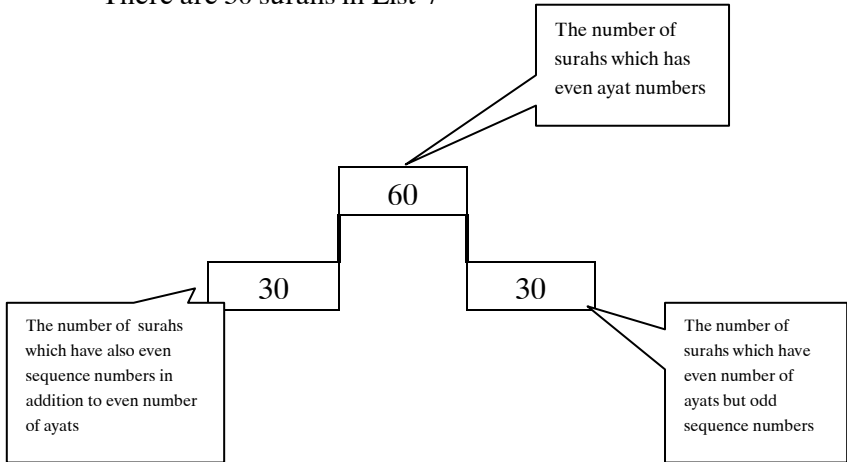 There are 30 surahs in List-7
The number of
surahs which has
even ayat numbers
60
30
30
The number of surahs
which have also even
sequence numbers in
addition to even number
of ayats
The number of
surahs which have
even number of
ayats but odd
sequence numbers